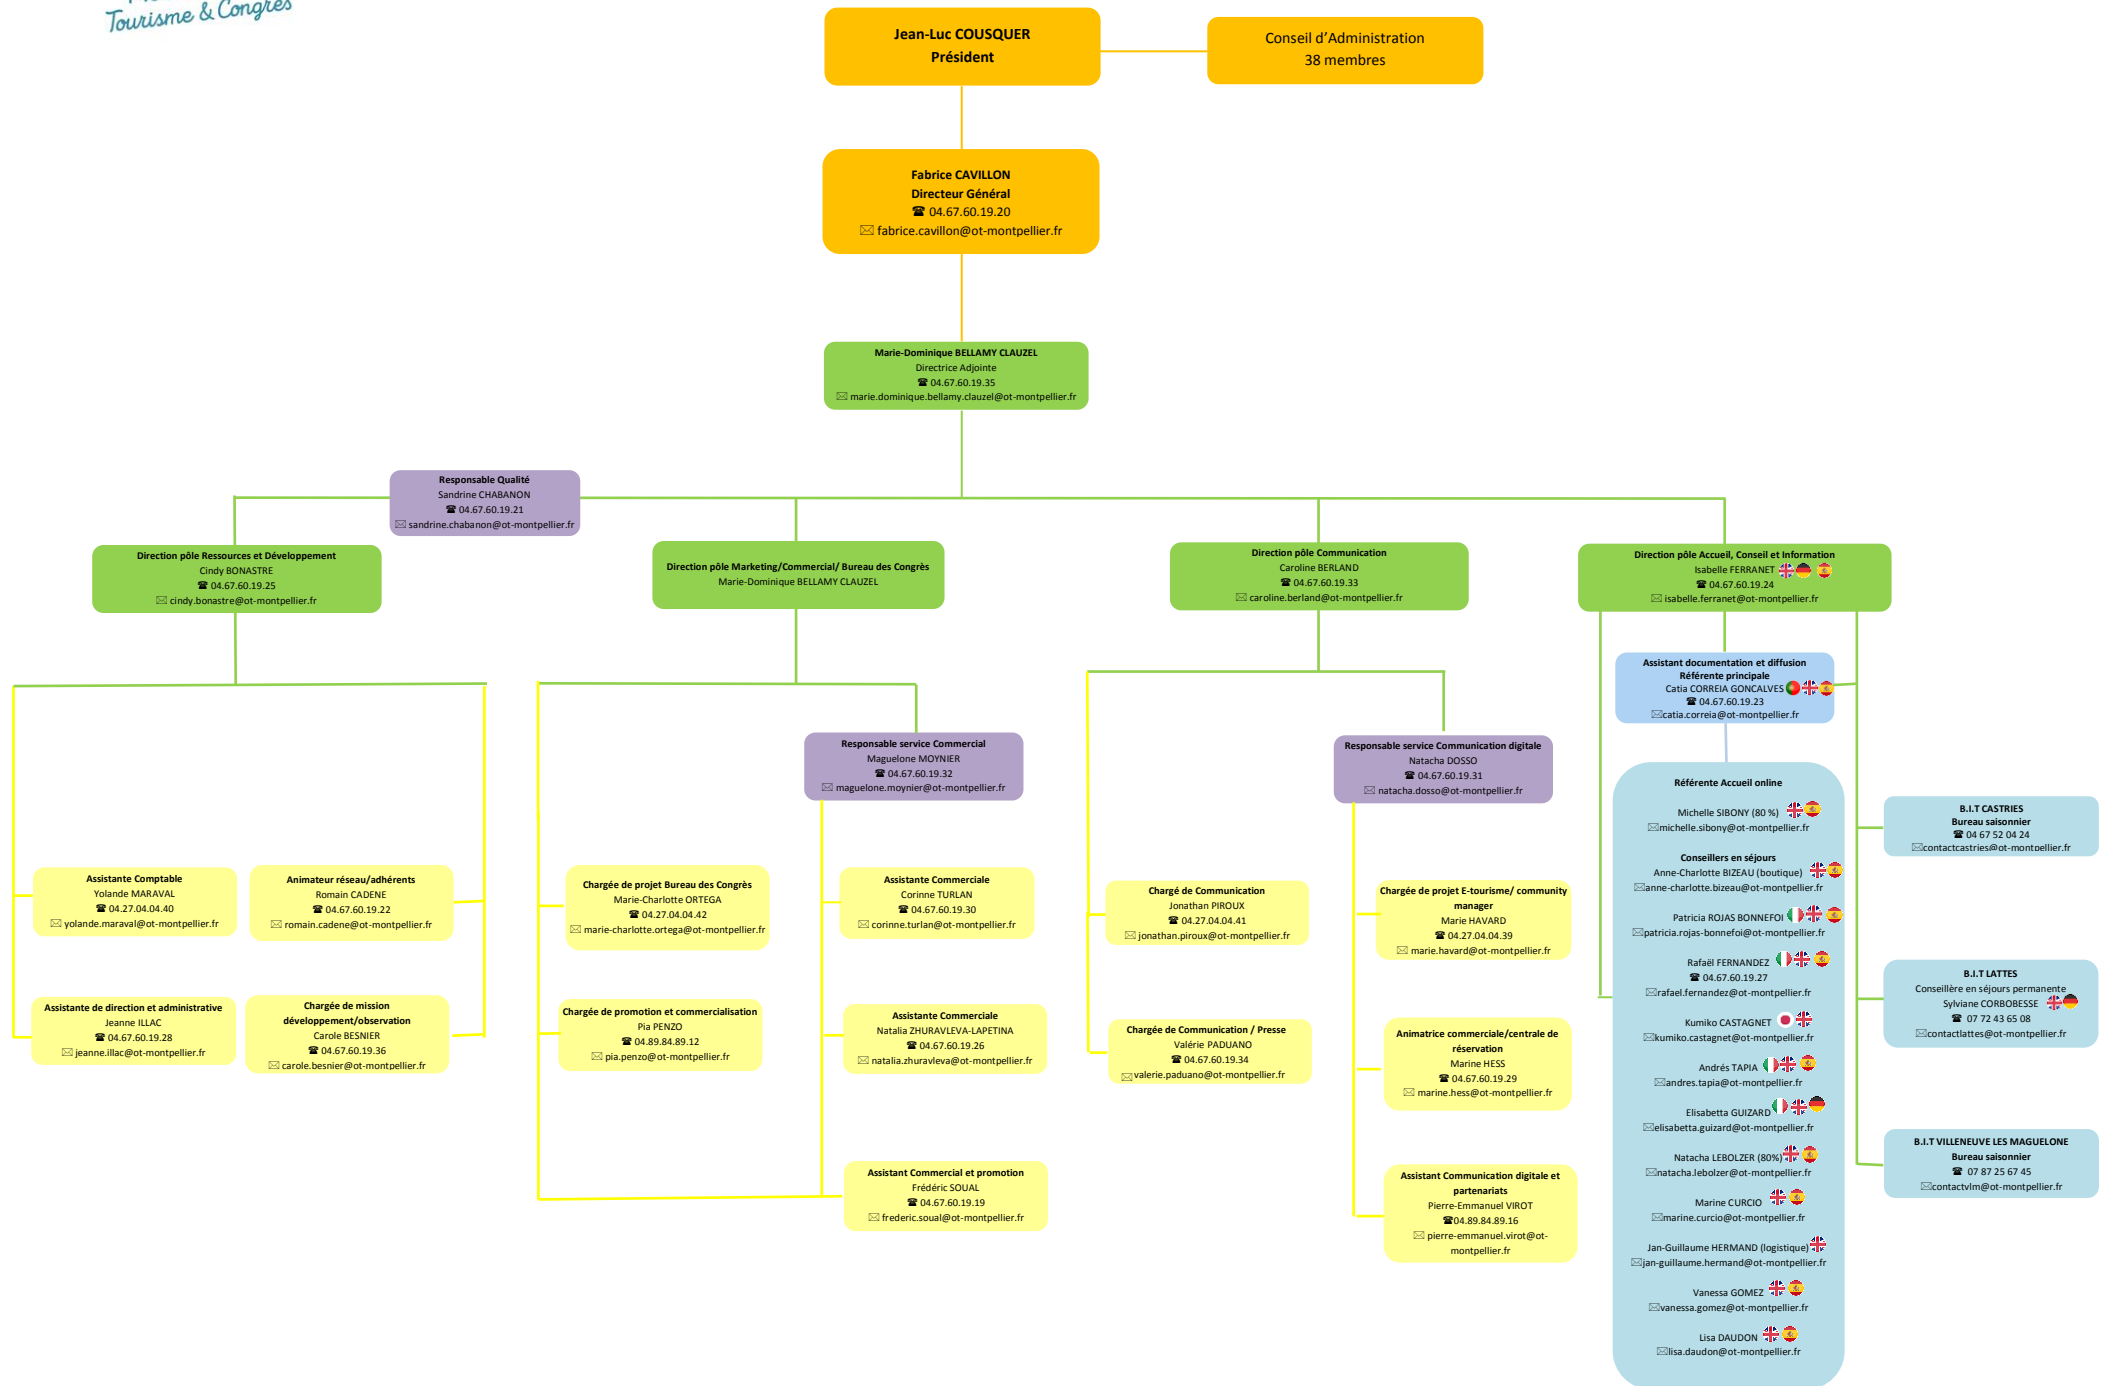 Tourisme & Congrès
Jean-Luc COUSQUER
Président
Conseil d'Administration
38 membres
Fabrice CAVILLON
Directeur Général
☎ 04.67.60.19.20
✉ fabrice.cavillon@ot-montpellier.fr
Marie-Dominique BELLAMY CLAUZEL
Directrice Adjointe
☎ 04.67.60.19.35
✉ marie.dominique.bellamy.clauzel@ot-montpellier.fr
Responsable Qualité
Sandrine CHABANON
☎ 04.67.60.19.21
✉ sandrine.chabanon@ot-montpellier.fr
Direction pôle Ressources et Développement
Cindy BONASTRE
☎ 04.67.60.19.25
✉ cindy.bonastre@ot-montpellier.fr
Direction pôle Marketing/Commercial/ Bureau des Congrès
Marie-Dominique BELLAMY CLAUZEL
Direction pôle Communication
Caroline BERLAND
☎ 04.67.60.19.33
✉ caroline.berland@ot-montpellier.fr
Direction pôle Accueil, Conseil et Information
Isabelle FERRANET
☎ 04.67.60.19.24
✉ isabelle.ferranet@ot-montpellier.fr
Assistant documentation et diffusion
Référente principale
Catia CORREIA GONCALVES
☎ 04.67.60.19.23
✉catia.correia@ot-montpellier.fr
Responsable service Commercial
Maguelone MOYNIER
☎ 04.67.60.19.32
✉ maguelone.moynier@ot-montpellier.fr
Responsable service Communication digitale
Natacha DOSSO
☎ 04.67.60.19.31
✉ natacha.dosso@ot-montpellier.fr
Assistante Comptable
Yolande MARAVAL
☎ 04.27.04.04.40
✉ yolande.maraval@ot-montpellier.fr
Animateur réseau/adhérents
Romain CADENE
☎ 04.67.60.19.22
✉ romain.cadene@ot-montpellier.fr
Assistante de direction et administrative
Jeanne ILLAC
☎ 04.67.60.19.28
✉ jeanne.illac@ot-montpellier.fr
Chargée de mission
développement/observation
Carole BESNIER
☎ 04.67.60.19.36
✉ carole.besnier@ot-montpellier.fr
Chargée de projet Bureau des Congrès
Marie-Charlotte ORTEGA
☎ 04.27.04.04.42
✉ marie-charlotte.ortega@ot-montpellier.fr
Assistante Commerciale
Corinne TURLAN
☎ 04.67.60.19.30
✉ corinne.turlan@ot-montpellier.fr
Chargée de promotion et commercialisation
Pia PENZO
☎ 04.89.84.89.12
✉ pia.penzo@ot-montpellier.fr
Assistante Commerciale
Natalia ZHURAVLEVA-LAPETINA
☎ 04.67.60.19.26
✉ natalia.zhuravleva@ot-montpellier.fr
Assistant Commercial et promotion
Frédéric SOUAL
☎ 04.67.60.19.19
✉ frederic.soual@ot-montpellier.fr
Chargé de Communication
Jonathan PIROUX
☎ 04.27.04.04.41
✉ jonathan.piroux@ot-montpellier.fr
Chargée de projet E-tourisme/ community
manager
Marie HAVARD
☎ 04.27.04.04.39
✉ marie.havard@ot-montpellier.fr
Chargée de Communication / Presse
Valérie PADUANO
☎ 04.67.60.19.34
✉ valerie.paduano@ot-montpellier.fr
Animatrice commerciale/centrale de
réservation
Marine HESS
☎ 04.67.60.19.29
✉ marine.hess@ot-montpellier.fr
Assistant Communication digitale et
partenariats
Pierre-Emmanuel VIROT
☎04.89.84.89.16
✉ pierre-emmanuel.virot@ot-
montpellier.fr
Référente Accueil online
Michelle SIBONY (80 %)
✉michelle.sibony@ot-montpellier.fr
Conseillers en séjours
Anne-Charlotte BIZEAU (boutique)
✉anne-charlotte.bizeau@ot-montpellier.fr
Patricia ROJAS BONNEFOI
✉patricia.rojas-bonnefoi@ot-montpellier.fr
Rafaël FERNANDEZ
☎ 04.67.60.19.27
✉rafael.fernandez@ot-montpellier.fr
Kumiko CASTAGNET
✉kumiko.castagnet@ot-montpellier.fr
Andrés TAPIA
✉andres.tapia@ot-montpellier.fr
Elisabetta GUIZARD
✉elisabetta.guizard@ot-montpellier.fr
Natacha LEBOLZER (80%)
✉natacha.lebolzer@ot-montpellier.fr
Marine CURCIO
✉marine.curcio@ot-montpellier.fr
Jan-Guillaume HERMAND (logistique)
✉jan-guillaume.hermand@ot-montpellier.fr
Vanessa GOMEZ
✉vanessa.gomez@ot-montpellier.fr
Lisa DAUDON
✉lisa.daudon@ot-montpellier.fr
B.I.T CASTRIES
Bureau saisonnier
☎ 04 67 52 04 24
✉contactcastries@ot-montpellier.fr
B.I.T LATTES
Conseillère en séjours permanente
Sylviane CORBOBESSE
☎ 07 72 43 65 08
✉contactlattes@ot-montpellier.fr
B.I.T VILLENEUVE LES MAGUELONE
Bureau saisonnier
☎ 07 87 25 67 45
✉contactvlm@ot-montpellier.fr